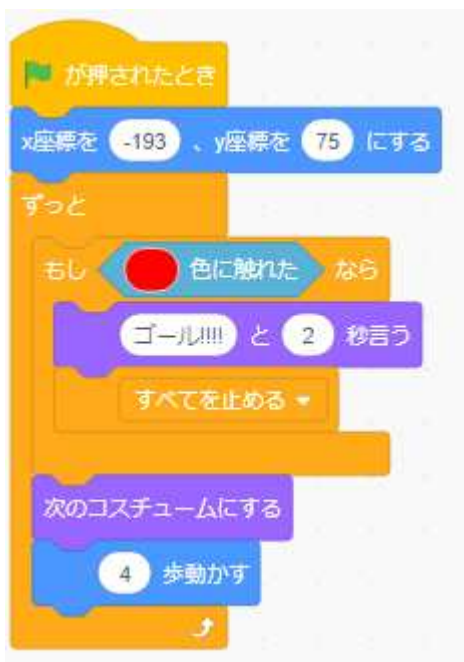 が押されたとき
x座標を -193 、y座標を 75 にする
ずっと
もし 色に触れた なら
ゴール!!!! と 2 秒言う
すべてを止める
次のコスチュームにする
4 歩動かす